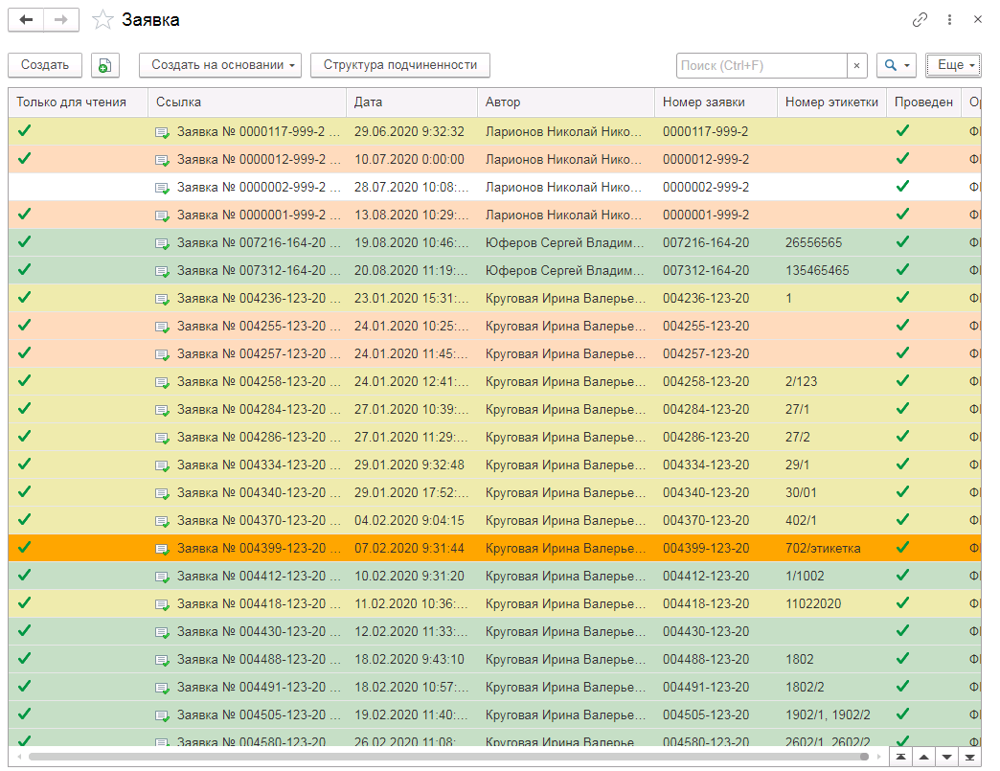 Заявка
Создать Создать на основании Структура подчиненности Поиск (Ctrl+F) × Еще
Только для чтения Ссылка Дата Автор Номер заявки Номер этикетки Проведен
Заявка № 0000117-999-2 ... 29.06.2020 9:32:32 Ларионов Николай Нико... 0000117-999-2
Заявка № 0000012-999-2 ... 10.07.2020 0:00:00 Ларионов Николай Нико... 0000012-999-2
Заявка № 0000002-999-2 ... 28.07.2020 10:08:... Ларионов Николай Нико... 0000002-999-2
Заявка № 0000001-999-2 ... 13.08.2020 10:29:... Ларионов Николай Нико... 0000001-999-2
Заявка № 007216-164-20 ... 19.08.2020 10:46:... Юферов Сергей Владим... 007216-164-20 26556565
Заявка № 007312-164-20 ... 20.08.2020 11:19:... Юферов Сергей Владим... 007312-164-20 135465465
Заявка № 004236-123-20 ... 23.01.2020 15:31:... Круговая Ирина Валерье... 004236-123-20 1
Заявка № 004255-123-20 ... 24.01.2020 10:25:... Круговая Ирина Валерье... 004255-123-20
Заявка № 004257-123-20 ... 24.01.2020 11:45:... Круговая Ирина Валерье... 004257-123-20
Заявка № 004258-123-20 ... 24.01.2020 12:41:... Круговая Ирина Валерье... 004258-123-20 2/123
Заявка № 004284-123-20 ... 27.01.2020 10:39:... Круговая Ирина Валерье... 004284-123-20 27/1
Заявка № 004286-123-20 ... 27.01.2020 11:29:... Круговая Ирина Валерье... 004286-123-20 27/2
Заявка № 004334-123-20 ... 29.01.2020 9:32:48 Круговая Ирина Валерье... 004334-123-20 29/1
Заявка № 004340-123-20 ... 29.01.2020 17:52:... Круговая Ирина Валерье... 004340-123-20 30/01
Заявка № 004370-123-20 ... 04.02.2020 9:04:15 Круговая Ирина Валерье... 004370-123-20 402/1
Заявка № 004399-123-20 ... 07.02.2020 9:31:44 Круговая Ирина Валерье... 004399-123-20 702/этикетка
Заявка № 004412-123-20 ... 10.02.2020 9:31:20 Круговая Ирина Валерье... 004412-123-20 1/1002
Заявка № 004418-123-20 ... 11.02.2020 10:36:... Круговая Ирина Валерье... 004418-123-20 11022020
Заявка № 004430-123-20 ... 12.02.2020 11:33:... Круговая Ирина Валерье... 004430-123-20
Заявка № 004488-123-20 ... 18.02.2020 9:43:10 Круговая Ирина Валерье... 004488-123-20 1802
Заявка № 004491-123-20 ... 18.02.2020 10:57:... Круговая Ирина Валерье... 004491-123-20 1802/2
Заявка № 004505-123-20 ... 19.02.2020 11:40:... Круговая Ирина Валерье... 004505-123-20 1902/1, 1902/2
Заявка № 004580-123-20 ... 26.02.2020 11:08:... Круговая Ирина Валерье... 004580-123-20 2602/1, 2602/2